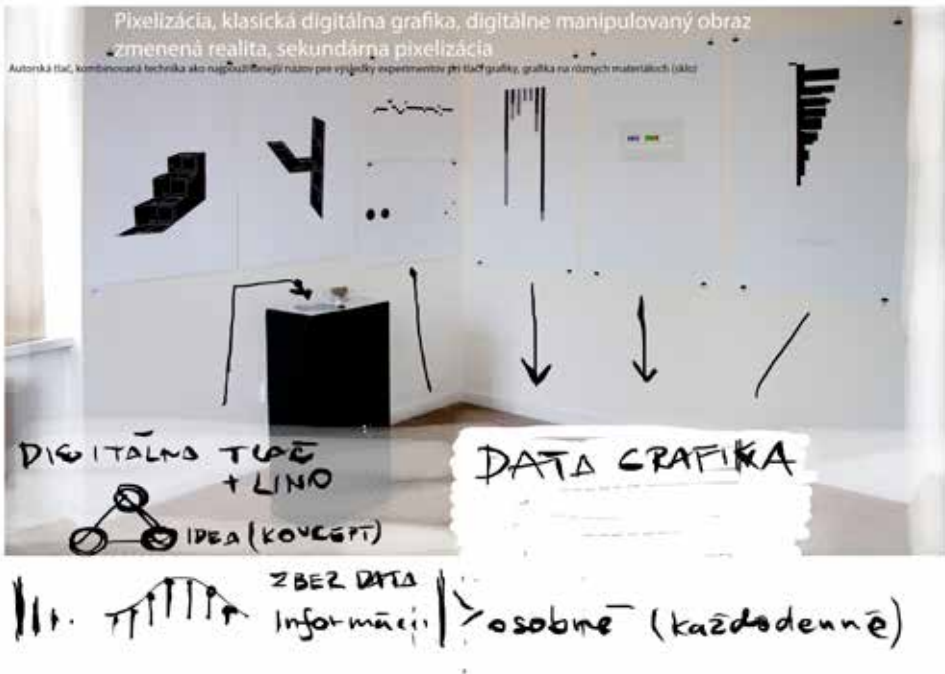 Pixelizácia, klasická digitálna grafika, digitálne manipulovaný obraz
zmenená realita, sekundárna pixelizácia
Autorská tlač, kombinovaná technika ako najpoužívanejší názov pre výsledky experimentov pri tlači grafiky, grafika na rôznych materiáloch (sklo)
DIGITÁLNA TLAČ
+ LINO
IDEA (KONCEPT)
DATA GRAFIKA
ZBER DATA
Informácií
osobné (každodenné)